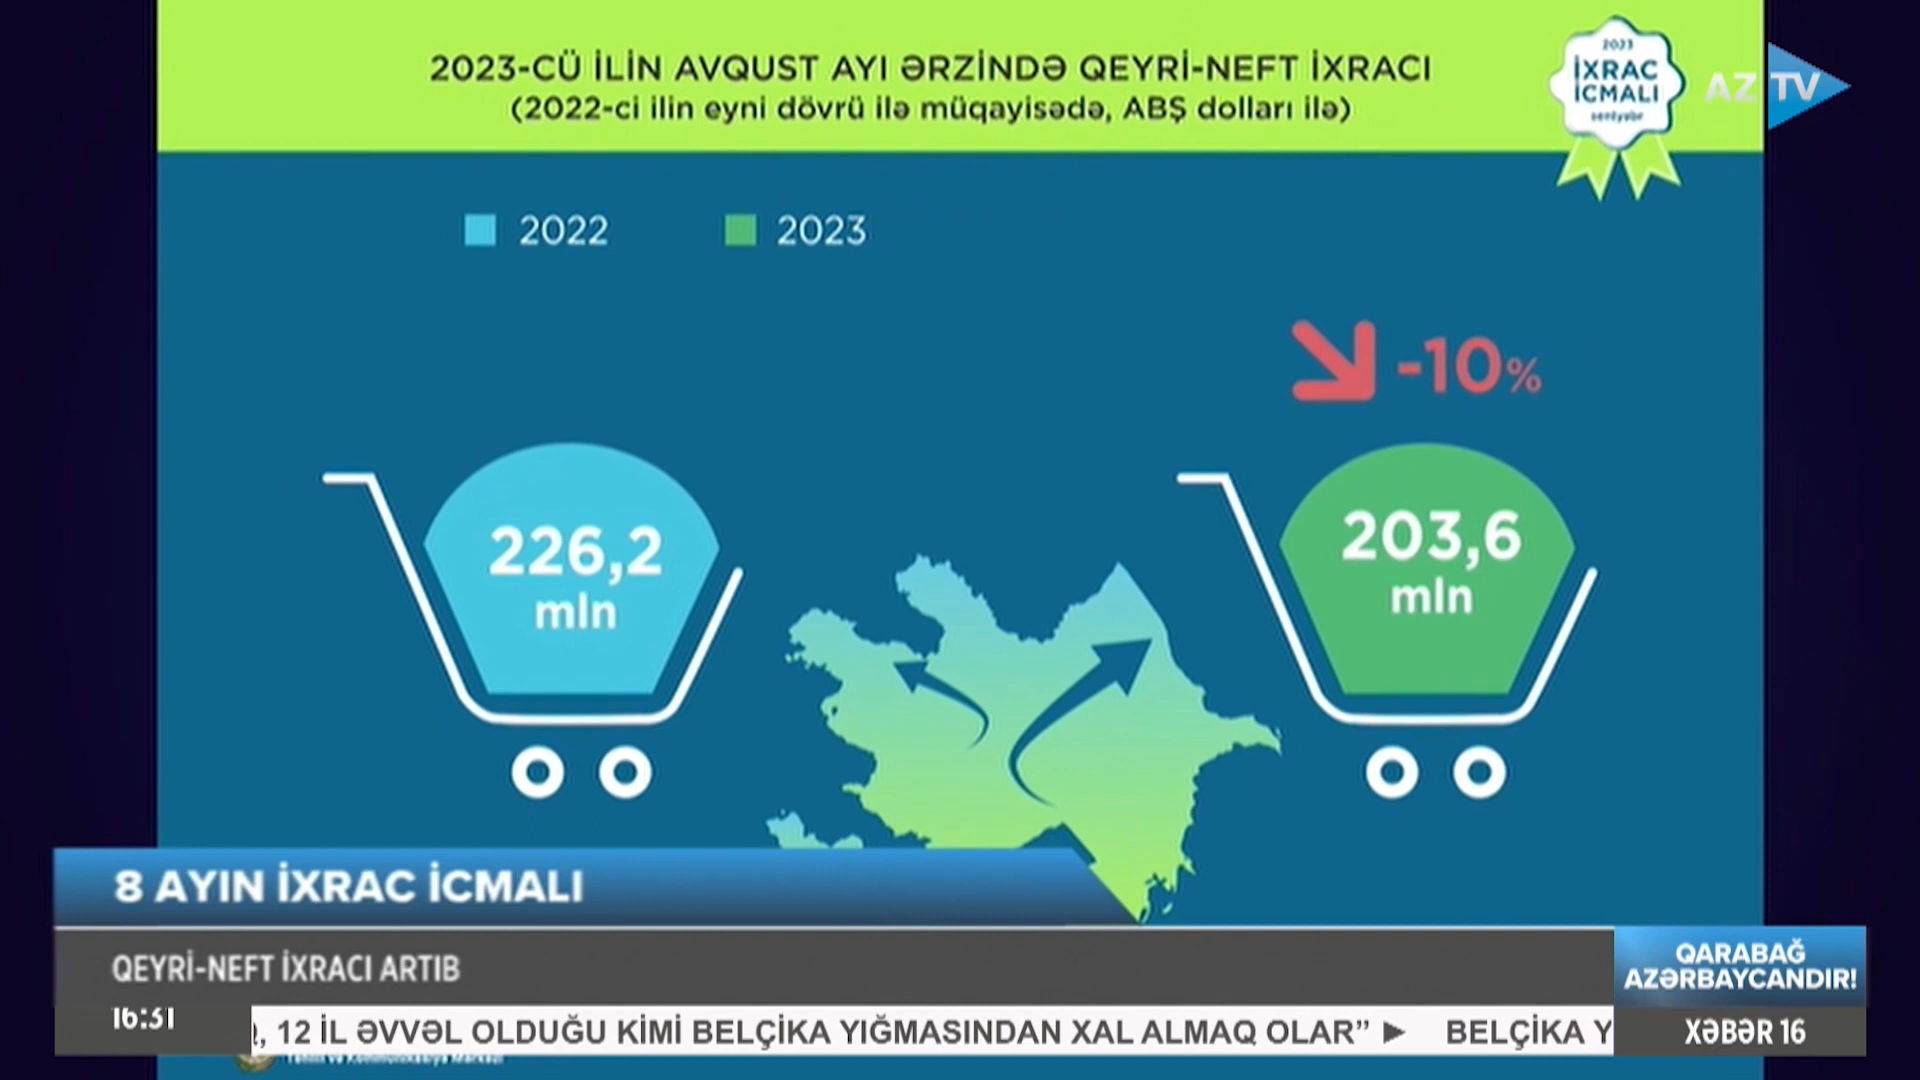 2023-CÜ İLİN AVQUST AYI ƏRZİNDƏ QEYRİ-NEFT İXRACI
(2022-ci ilin eyni dövrü ilə müqayisədə, ABŞ dolları ilə)
2023
İXRAC
İCMALI
sentyabr
AZTV
2022
2023
-10%
226,2
mln
203,6
mln
8 AYIN İXRAC İCMALI
QEYRİ-NEFT İXRACI ARTIB
QARABAĞ
AZƏRBAYCANDIR!
16:31
, 12 İL ƏVVƏL OLDUĞU KİMİ BELÇİKA YIĞMASINDAN XAL ALMAQ OLAR” ► BELÇİKA Y
XƏBƏR 16